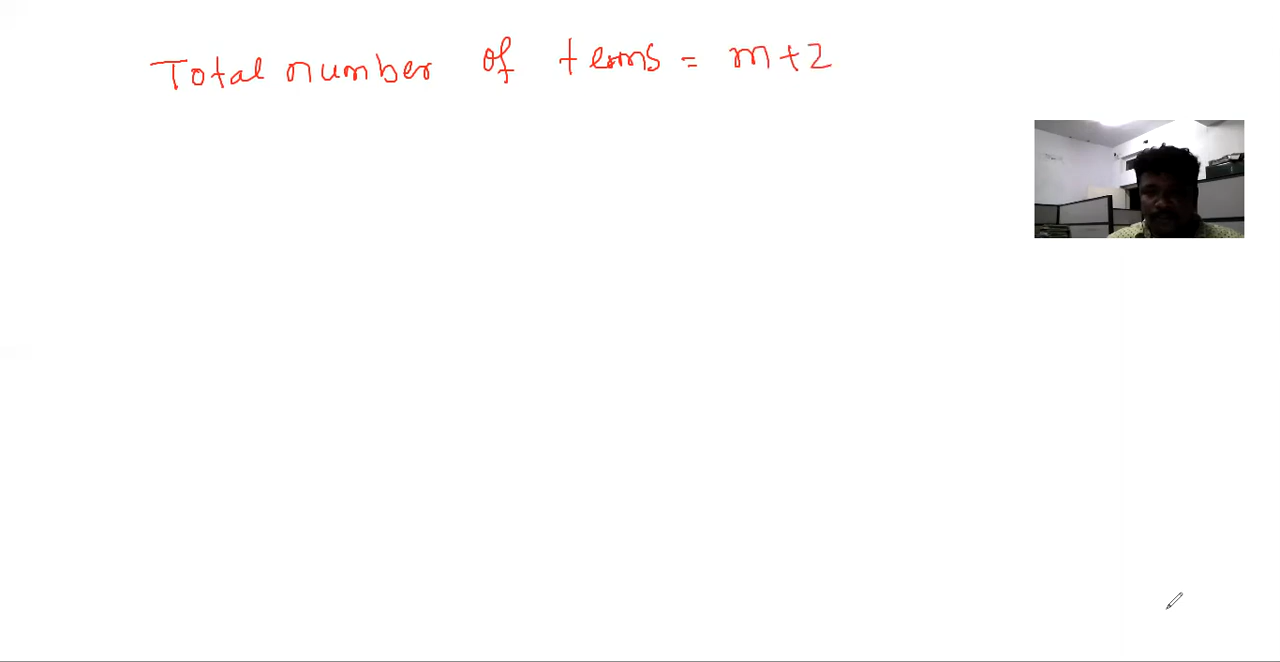 Total number of terms = m+2